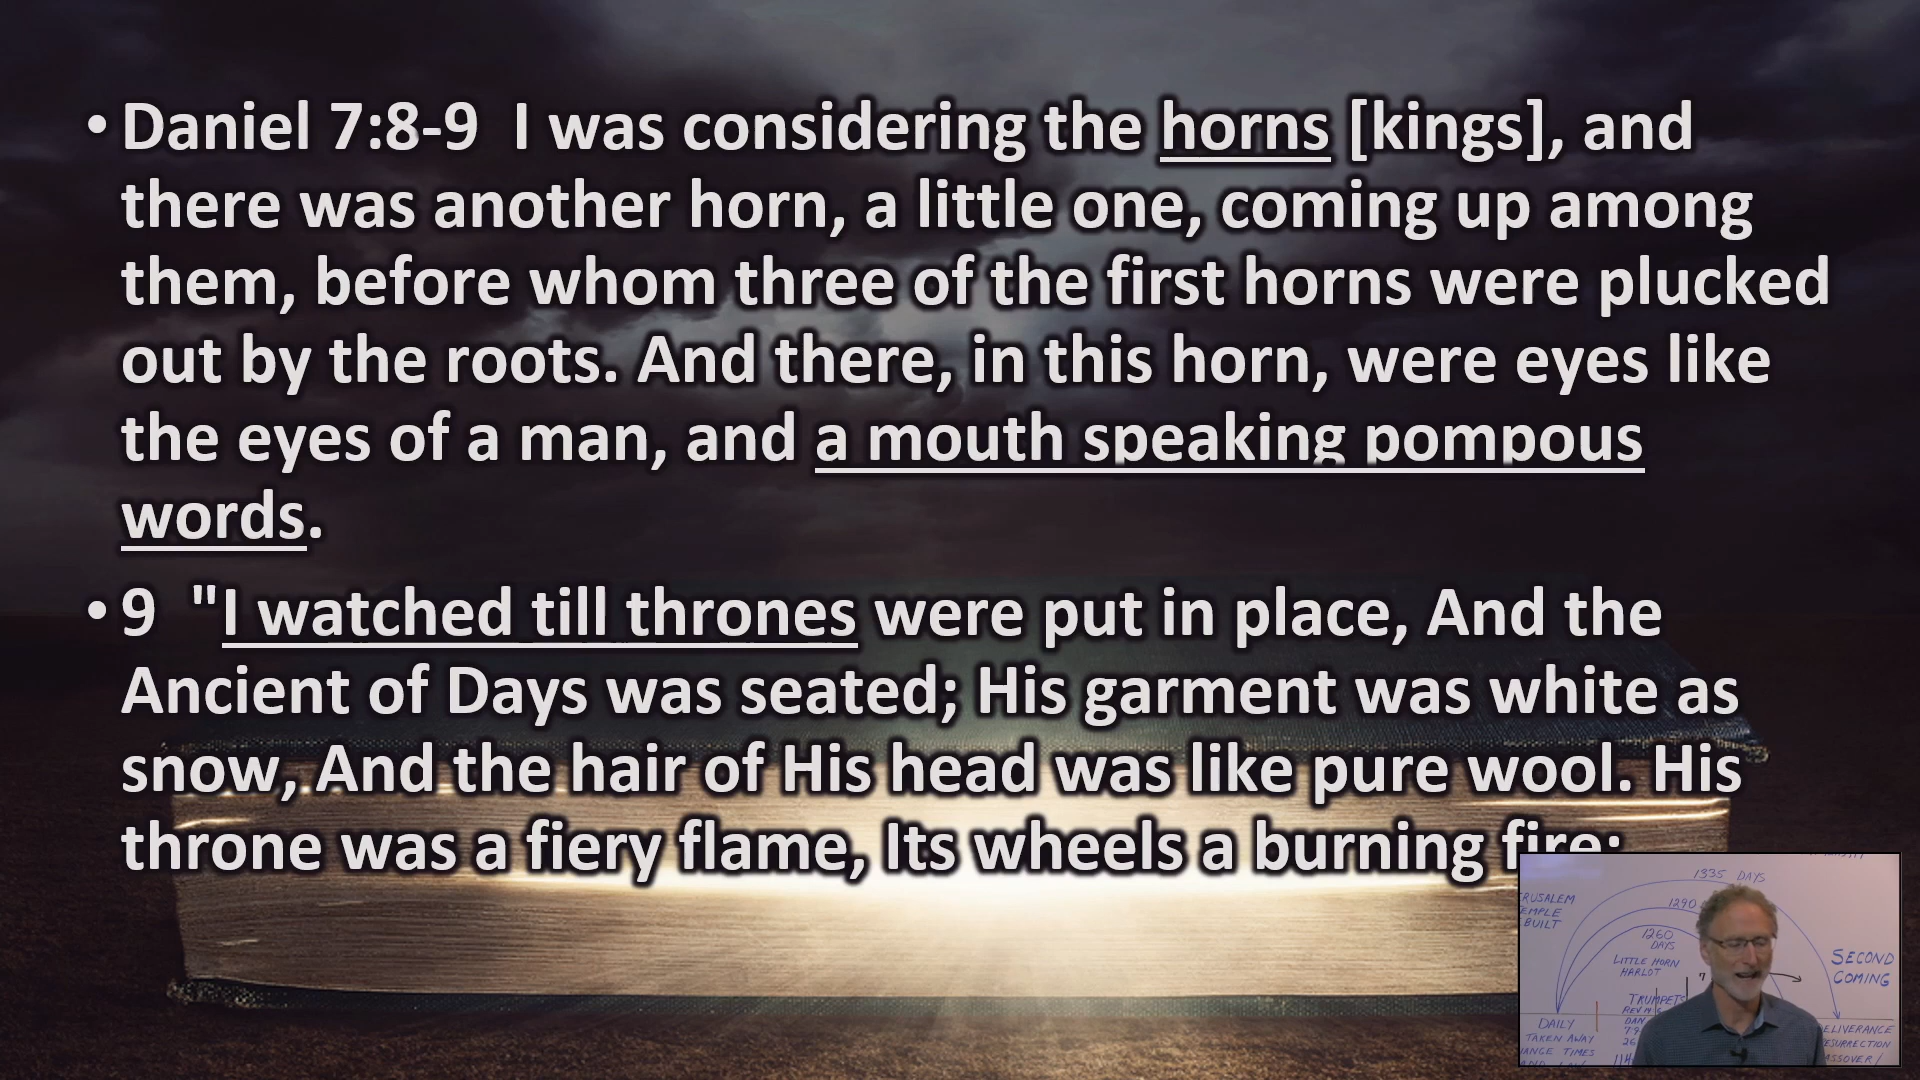 • Daniel 7:8-9 I was considering the horns [kings], and
there was another horn, a little one, coming up among
them, before whom three of the first horns were plucked
out by the roots. And there, in this horn, were eyes like
the eyes of a man, and a mouth speaking pompous
words.
• 9 "I watched till thrones were put in place, And the
Ancient of Days was seated; His garment was white as
snow, And the hair of His head was like pure wool. His
throne was a fiery flame, Its wheels a burning fire;
1335 DAYS
1290
1260
DAYS
LITTLE HORN
HARLOT
TRUMPETS
BUILT
SECOND
COMING
DAILY
TAKEN AWAY